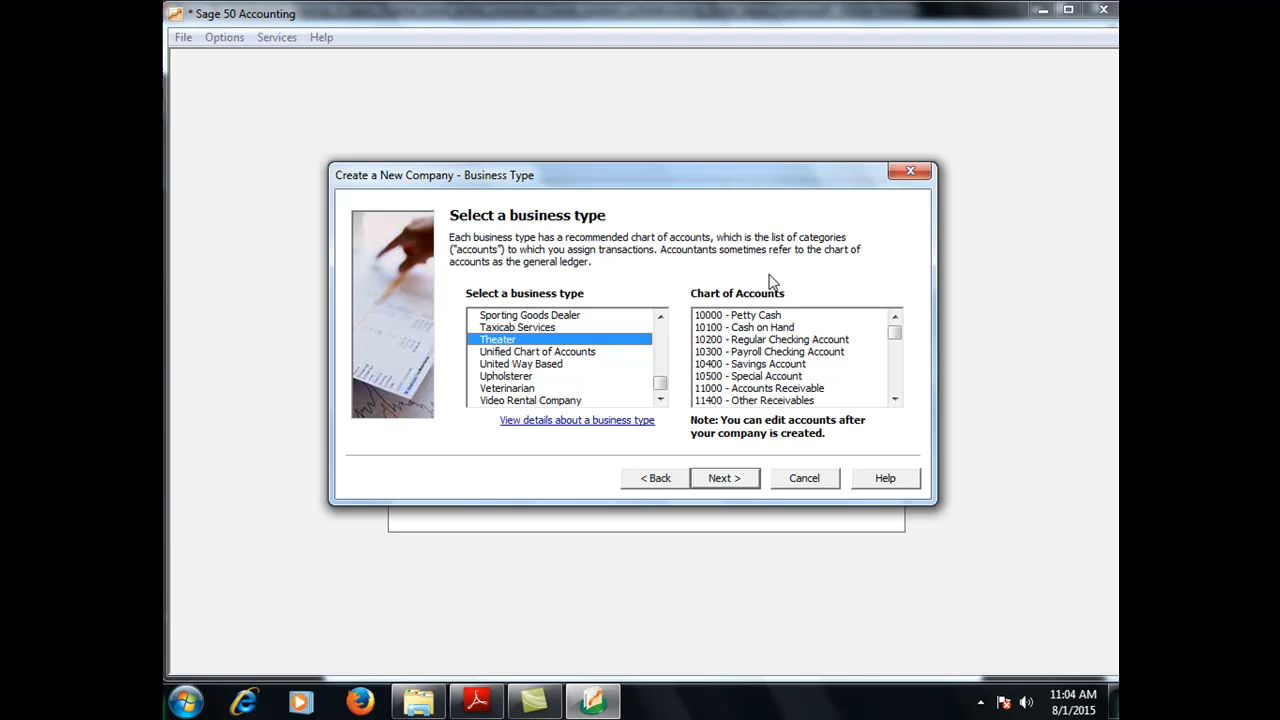 * Sage 50 Accounting
File Options Services Help
Create a New Company - Business Type
Select a business type
Each business type has a recommended chart of accounts, which is the list of categories
("accounts") to which you assign transactions. Accountants sometimes refer to the chart of
accounts as the general ledger.
Select a business type
Sporting Goods Dealer
Taxicab Services
Theater
Unified Chart of Accounts
United Way Based
Upholsterer
Veterinarian
Video Rental Company
View details about a business type
Chart of Accounts
10000 - Petty Cash
10100 - Cash on Hand
10200 - Regular Checking Account
10300 - Payroll Checking Account
10400 - Savings Account
10500 - Special Account
11000 - Accounts Receivable
11400 - Other Receivables
Note: You can edit accounts after
your company is created.
< Back Next > Cancel Help
11:04 AM
8/1/2015